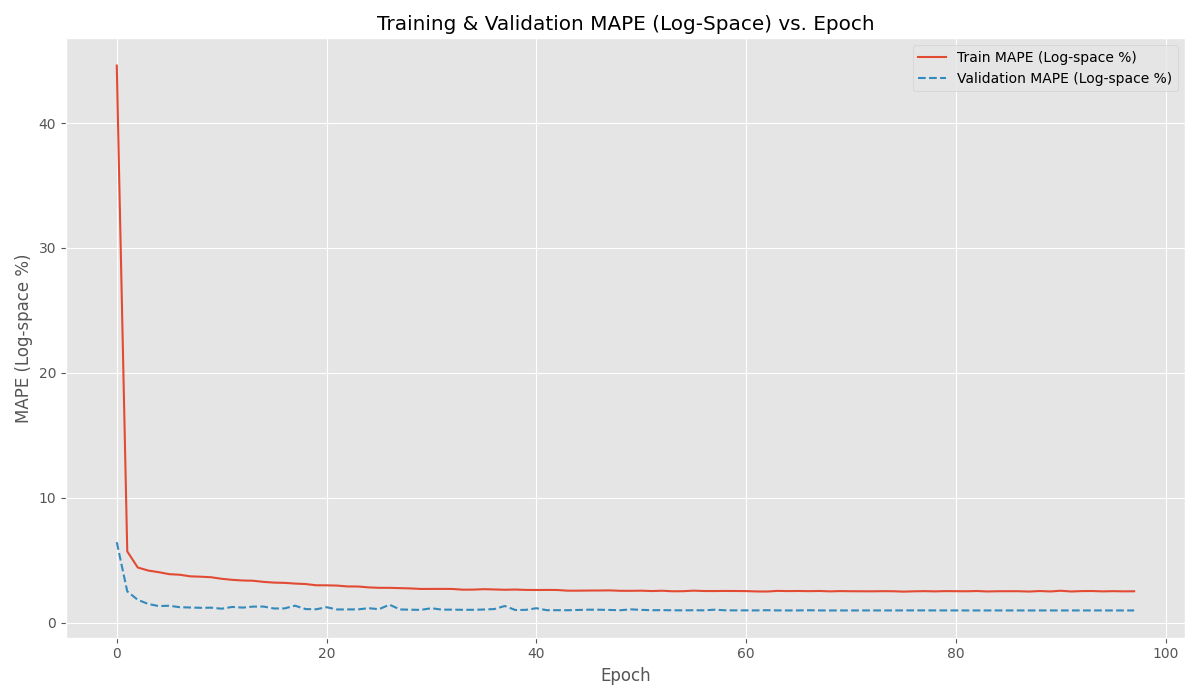 Training & Validation MAPE (Log-Space) vs. Epoch
Train MAPE (Log-space %)
Validation MAPE (Log-space %)
MAPE (Log-space %)
40
30
20
10
0
0 20 40 60 80 100
Epoch